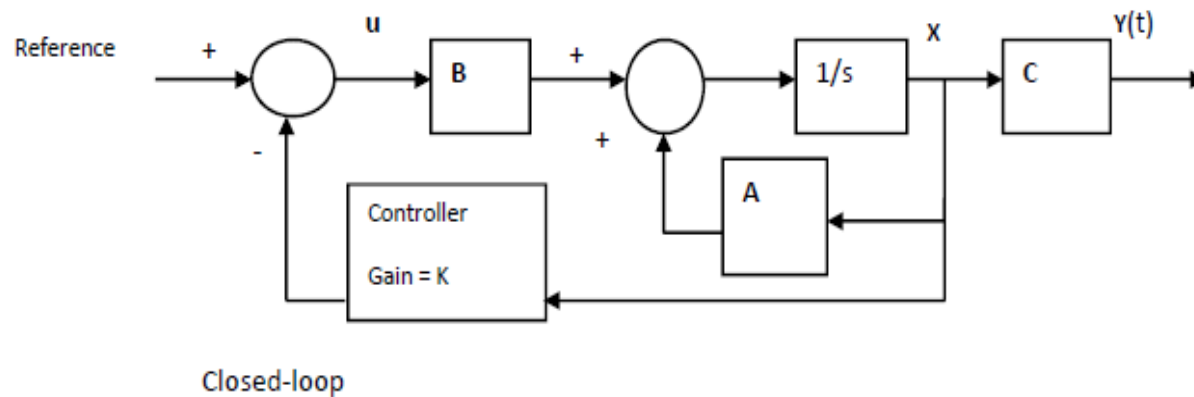 Reference
+
u
B
+
+
1/s
X
C
Y(t)
-
A
Controller
Gain = K
Closed-loop